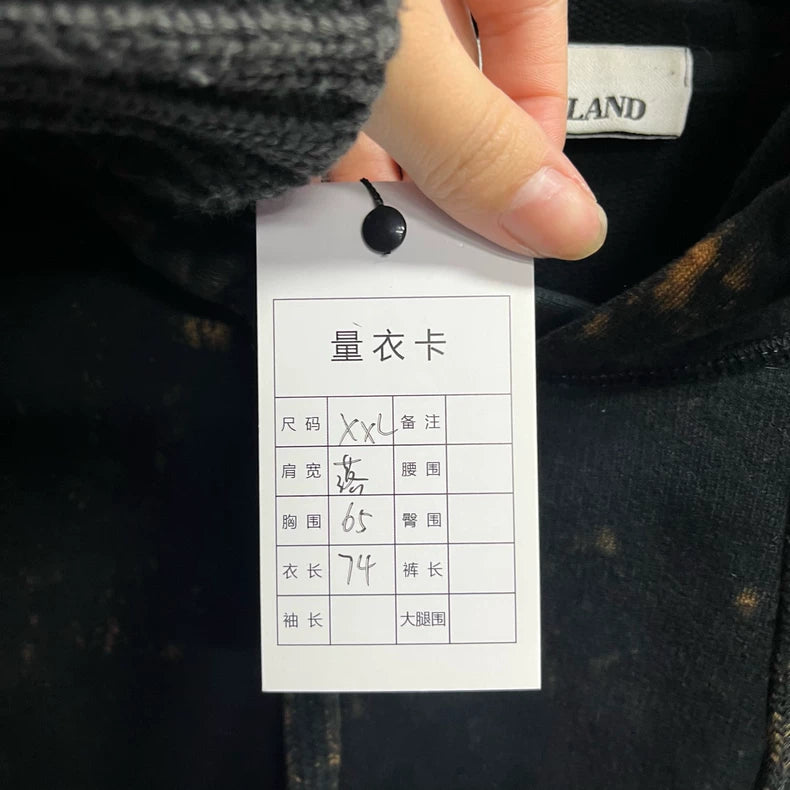 LAND
量衣卡
尺码 XXL 备注
肩宽 落 腰围
胸围 65 臀围
衣长 74 裤长
袖长 大腿围